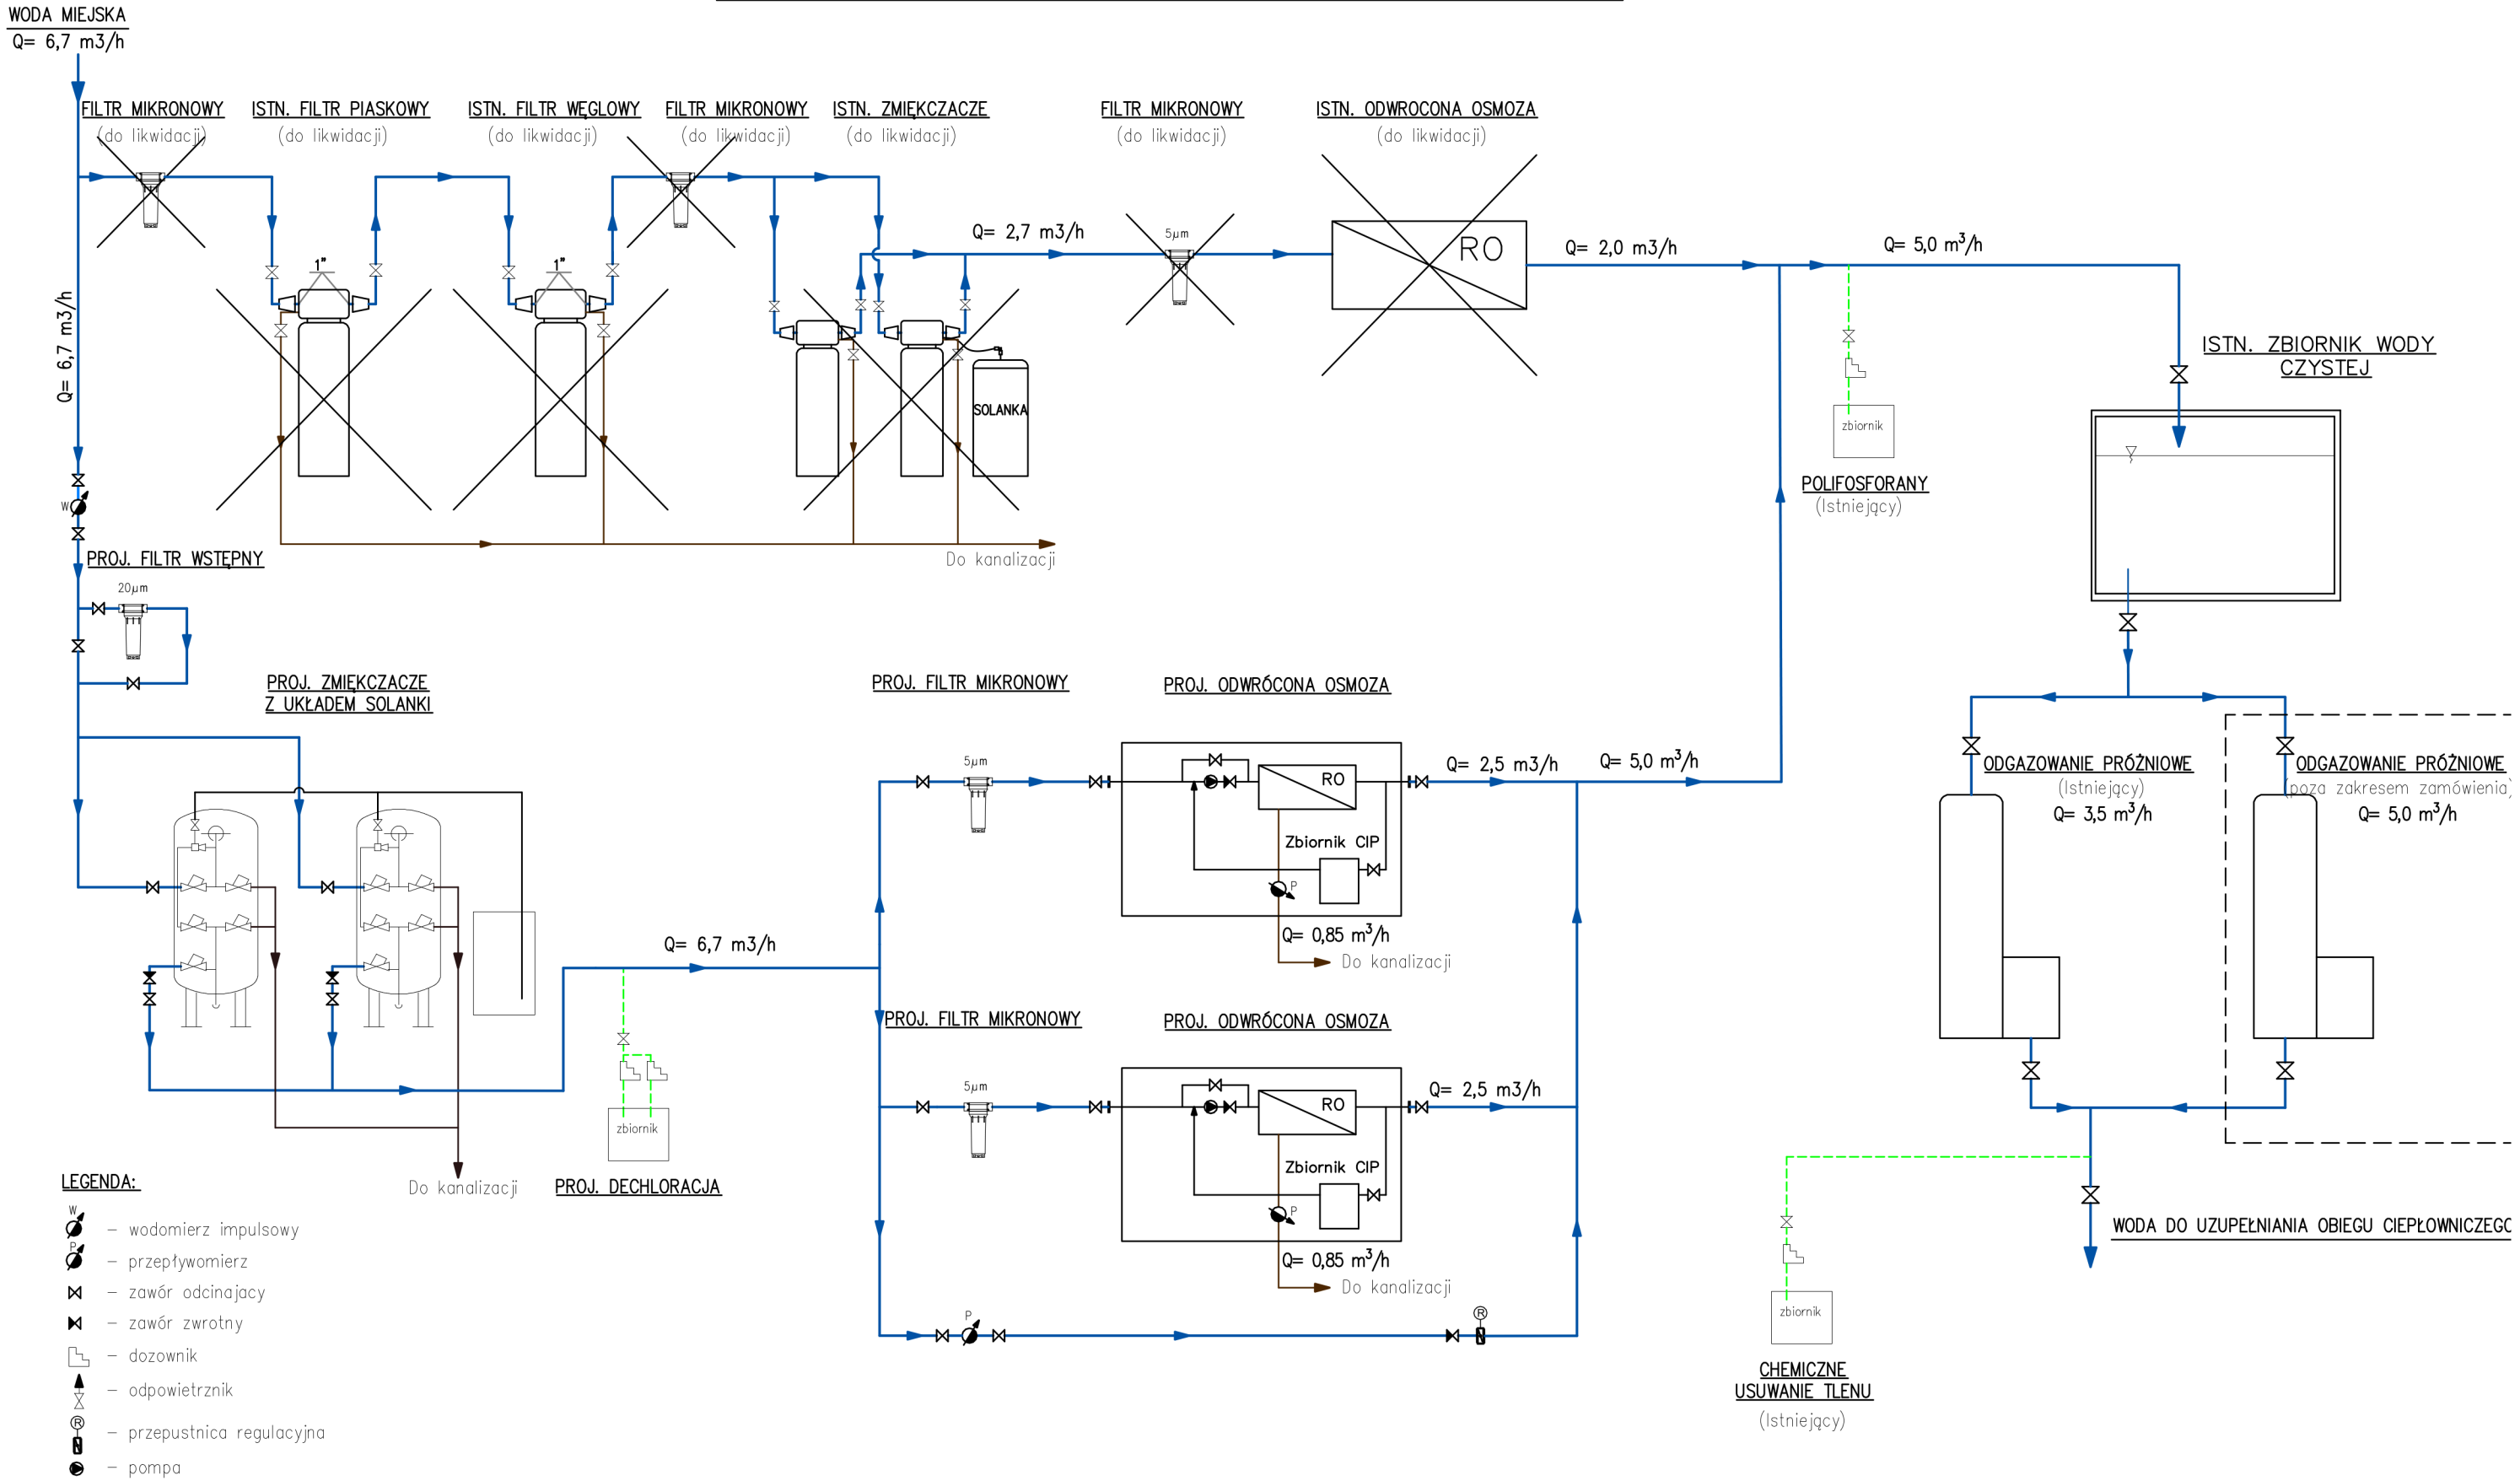 WODA MIEJSKA
Q= 6,7 m3/h
FILTR MIKRONOWY
(do likwidacji)
ISTN. FILTR PIASKOWY
(do likwidacji)
ISTN. FILTR WĘGLOWY
(do likwidacji)
FILTR MIKRONOWY
(do likwidacji)
ISTN. ZMIĘKCZACZE
(do likwidacji)
FILTR MIKRONOWY
(do likwidacji)
ISTN. ODWROCONA OSMOZA
(do likwidacji)
Q= 6,7 m3/h
1"
1"
SOLANKA
Q= 2,7 m3/h
5µm
RO
Q= 2,0 m3/h
Q= 5,0 m³/h
zbiornik
POLIFOSFORANY
(Istniejący)
ISTN. ZBIORNIK WODY
CZYSTEJ
Do kanalizacji
W
PROJ. FILTR WSTĘPNY
20µm
PROJ. ZMIĘKCZACZE
Z UKŁADEM SOLANKI
PROJ. FILTR MIKRONOWY
PROJ. ODWRÓCONA OSMOZA
5µm
RO
Zbiornik CIP
P
Q= 0,85 m³/h
Do kanalizacji
Q= 2,5 m3/h
Q= 5,0 m³/h
ODGAZOWANIE PRÓŻNIOWE
(Istniejący)
Q= 3,5 m³/h
ODGAZOWANIE PRÓŻNIOWE
(poza zakresem zamówienia)
Q= 5,0 m³/h
Q= 6,7 m3/h
zbiornik
PROJ. DECHLORACJA
Do kanalizacji
PROJ. FILTR MIKRONOWY
PROJ. ODWRÓCONA OSMOZA
5µm
RO
Zbiornik CIP
P
Q= 0,85 m³/h
Do kanalizacji
Q= 2,5 m3/h
P
R
WODA DO UZUPEŁNIANIA OBIEGU CIEPŁOWNICZEGO
zbiornik
CHEMICZNE
USUWANIE TLENU
(Istniejący)
LEGENDA:
W
– wodomierz impulsowy
P
– przepływomierz
– zawór odcinajacy
– zawór zwrotny
– dozownik
– odpowietrznik
R
– przepustnica regulacyjna
– pompa